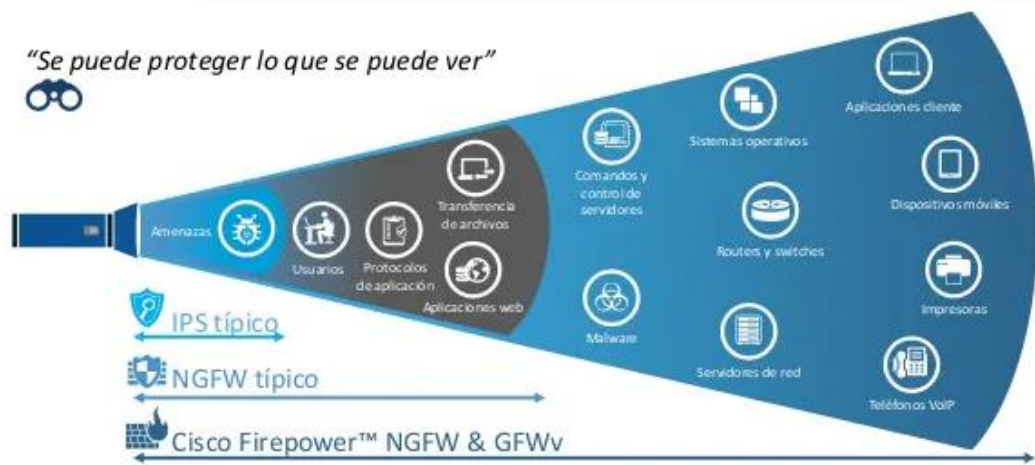 “Se puede proteger lo que se puede ver”
Amenazas
Usuarios
Protocolos
de aplicación
Transferencia
de archivos
Aplicaciones web
Comandos y
control de
servidores
Malware
Sistemas operativos
Routers y switches
Servidores de red
Aplicaciones cliente
Dispositivos móviles
Impresoras
Teléfonos VoIP
IPS típico
NGFW típico
Cisco Firepower™ NGFW & GFWv